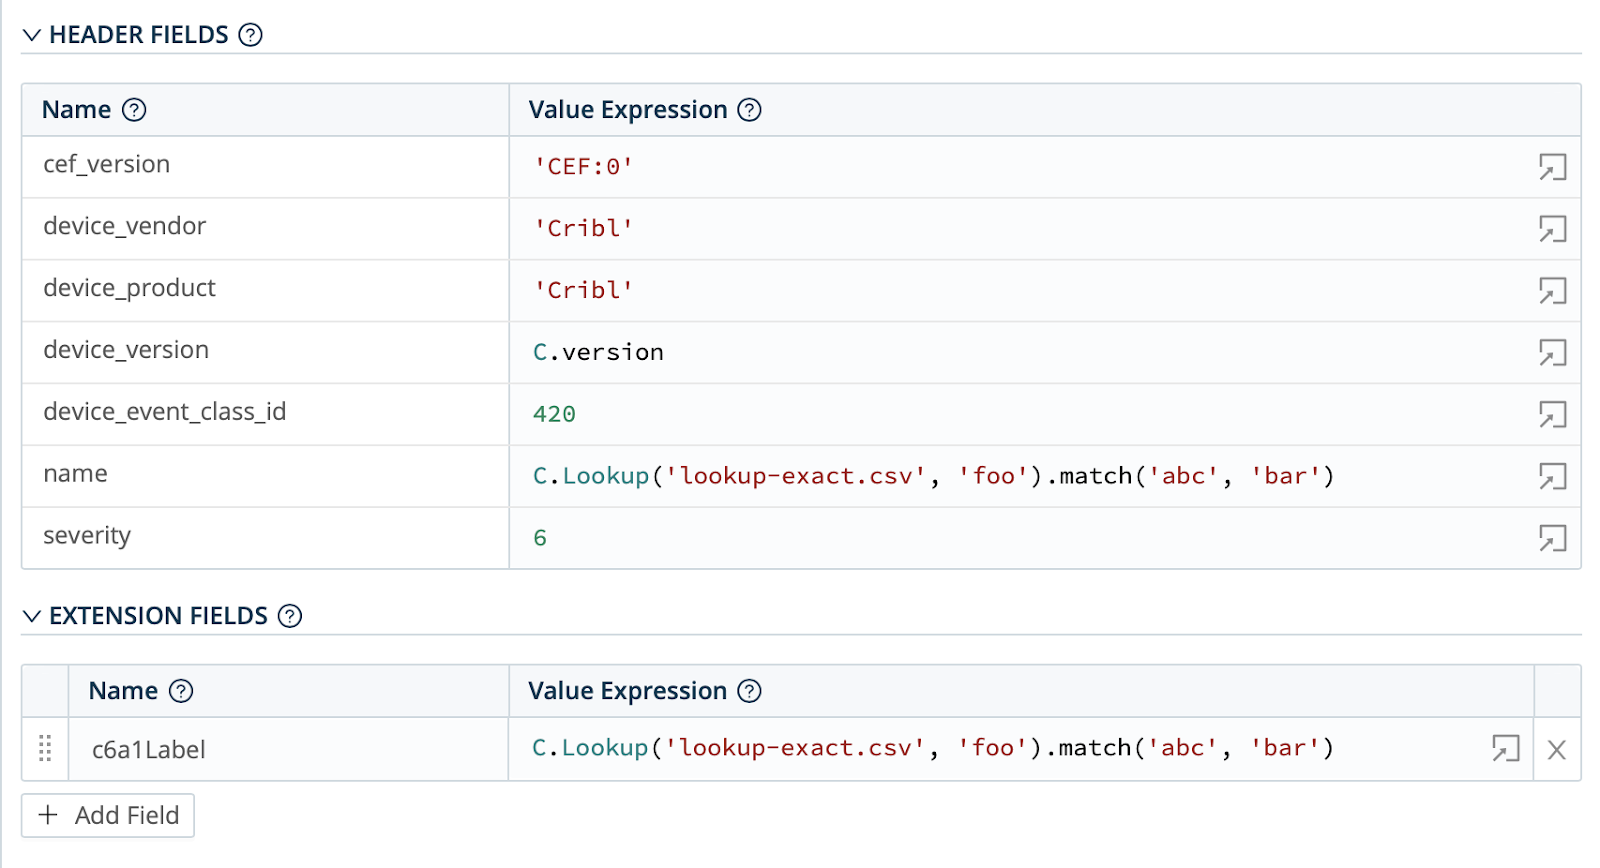 HEADER FIELDS ?
Name ? Value Expression ?
cef_version 'CEF:0'
device_vendor 'Cribl'
device_product 'Cribl'
device_version C.version
device_event_class_id 420
name C.Lookup('lookup-exact.csv', 'foo').match('abc', 'bar')
severity 6
EXTENSION FIELDS ?
Name ? Value Expression ?
c6a1Label C.Lookup('lookup-exact.csv', 'foo').match('abc', 'bar')
+ Add Field